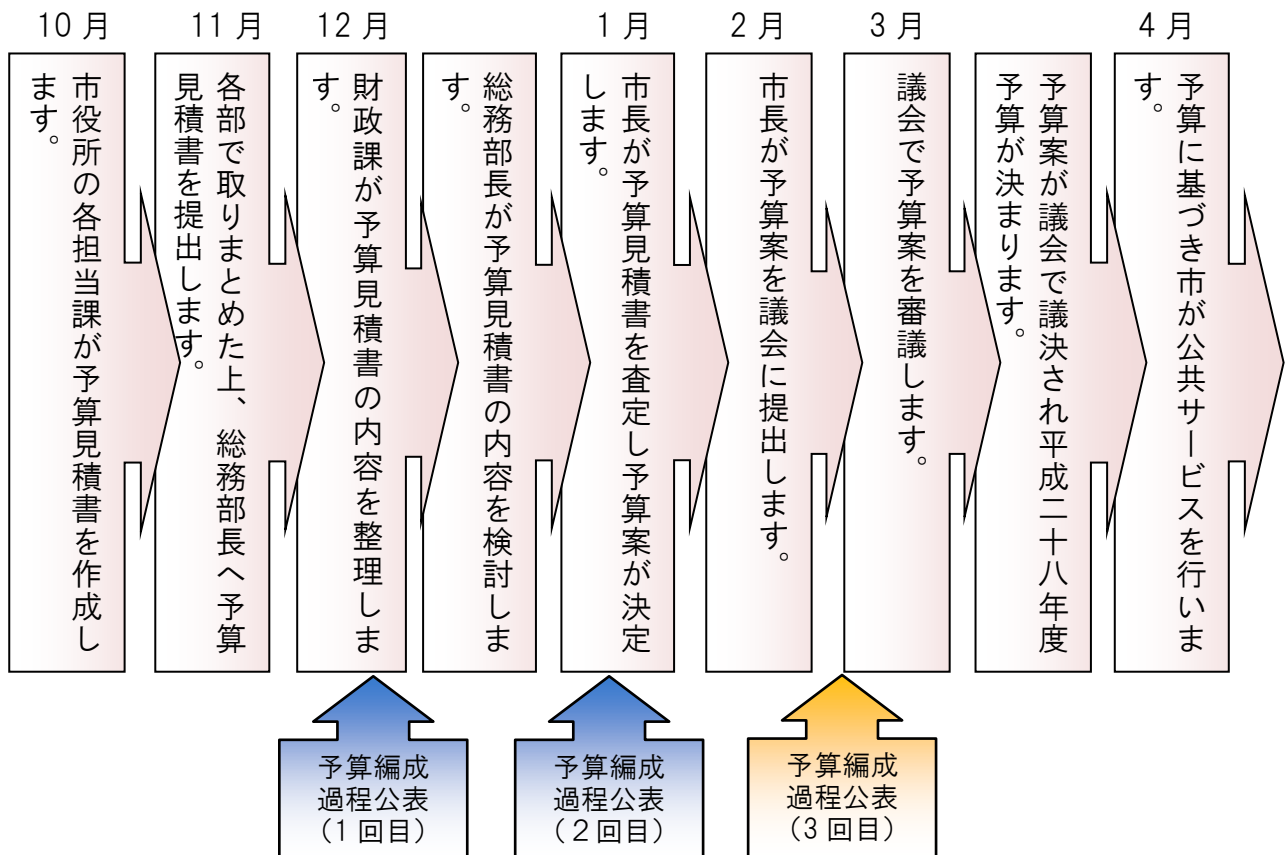 10 月
11 月
12 月
1 月
2 月
3 月
4 月
市役所の各担当課が予算見積書を作成し
ます。
各部で取りまとめた上、総務部長へ予算
見積書を提出します。
財政課が予算見積書の内容を整理しま
す。
総務部長が予算見積書の内容を検討しま
す。
市長が予算見積書を査定し予算案が決定
します。
市長が予算案を議会に提出します。
議会で予算案を審議します。
予算案が議会で議決され平成二十八年度
予算が決まります。
予算に基づき市が公共サービスを行いま
す。
予算編成
過程公表
(1 回目)
予算編成
過程公表
(２回目)
予算編成
過程公表
(3 回目)